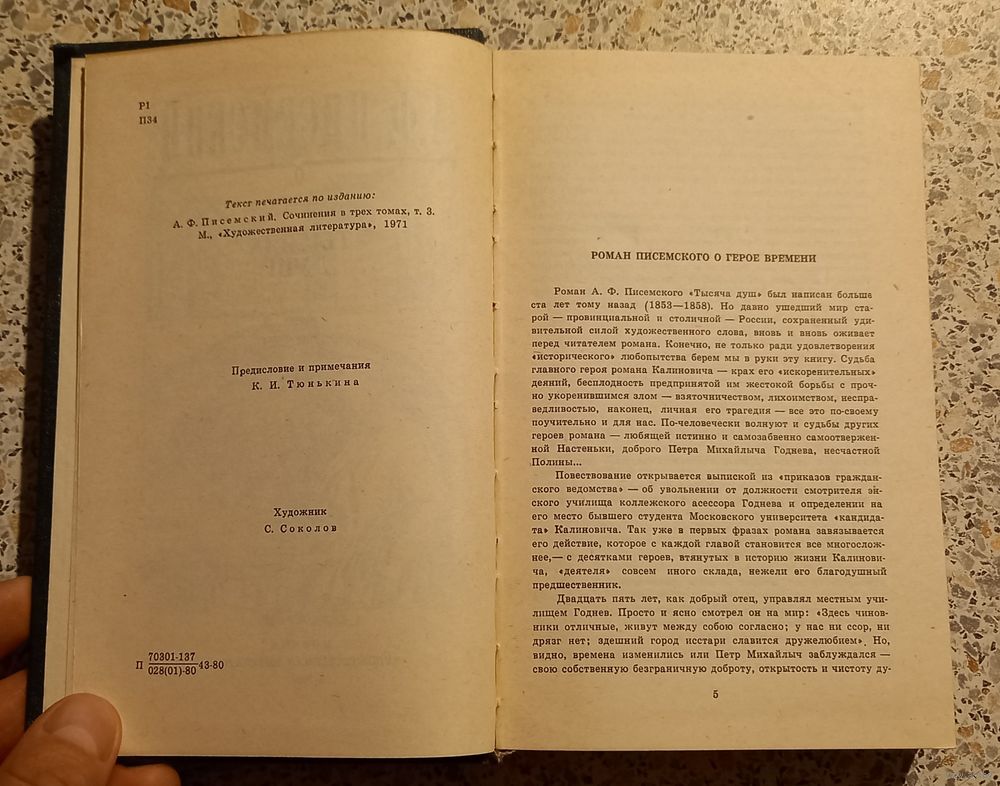 Р1
П34
Текст печатается по изданию:
А. Ф. Писемский. Сочинения в трех томах, т. 3.
М., «Художественная литература», 1971
Предисловие и примечания
К. И. Тюнькина
Художник
С. Соколов
П 70301-137
028(01)-80 43-80
РОМАН ПИСЕМСКОГО О ГЕРОЕ ВРЕМЕНИ
Роман А. Ф. Писемского «Тысяча душ» был написан больше
ста лет тому назад (1853—1858). Но давно ушедший мир ста-
рой — провинциальной и столичной — России, сохраненный уди-
вительной силой художественного слова, вновь и вновь оживает
перед читателем романа. Конечно, не только ради удовлетворения
«исторического» любопытства берем мы в руки эту книгу. Судьба
главного героя романа Калиновича — крах его «искоренительных»
деяний, бесплодность предпринятой им жестокой борьбы с проч-
но укоренившимся злом — взяточничеством, лихоимством, неспра-
ведливостью, наконец, личная его трагедия — все это по-своему
поучительно и для нас. По-человечески волнуют и судьбы других
героев романа — любящей истинно и самозабвенно самоотвержен-
ной Настеньки, доброго Петра Михайлыча Годнева, несчастной
Полины...
Повествование открывается выпиской из «приказов граждан-
ского ведомства» — об увольнении от должности смотрителя эн-
ского училища коллежского асессора Годнева и определении на
его место бывшего студента Московского университета «кандида-
та» Калиновича. Так уже в первых фразах романа завязывается
его действие, которое с каждой главой становится все многослож-
нее,— с десятками героев, втянутых в историю жизни Калинови-
ча, «деятеля» совсем иного склада, нежели его благодушный
предшественник.
Двадцать пять лет, как добрый отец, управлял местным учи-
лищем Годнев. Просто и ясно смотрел он на мир: «Здесь чинов-
ники отличные, живут между собою согласно; у нас ни ссор, ни
дрязг нет; здешний город исстари славится дружелюбием». Но,
видно, времена изменились или Петр Михайлыч заблуждался —
свою собственную безграничную доброту, открытость и чистоту ду-
5